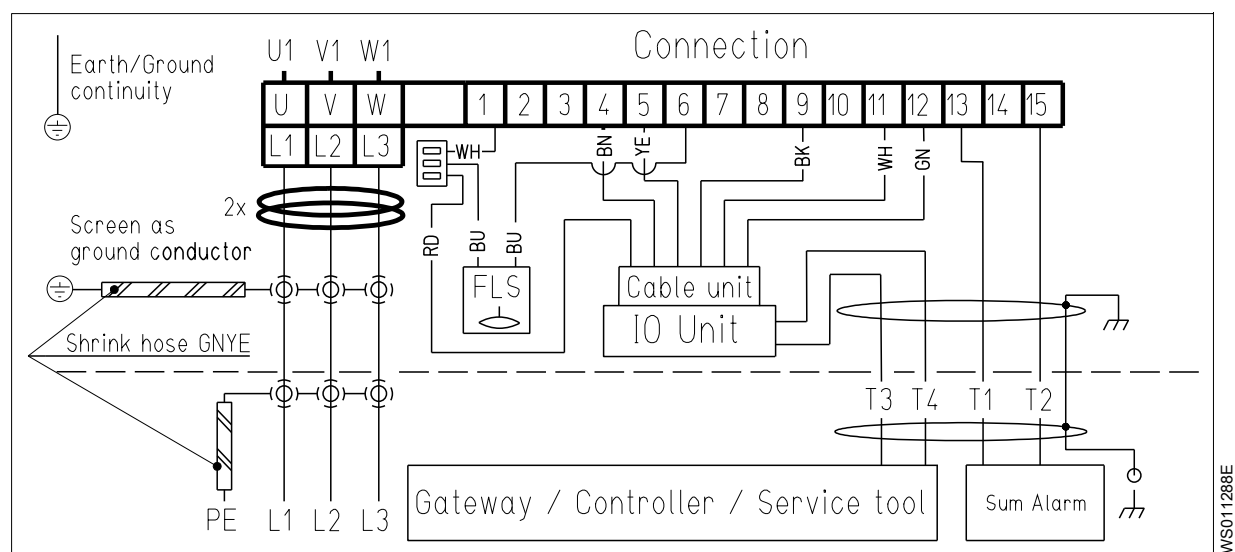 Connection
Earth/Ground
continuity
U1 V1 W1
U V W 1 2 3 4 5 6 7 8 9 10 11 12 13 14 15
L1 L2 L3
WH BN YE BK WH GN
2x
RD BU BU
Screen as
ground conductor
FLS
Cable unit
IO Unit
Shrink hose GNYE
T3 T4 T1 T2
Gateway / Controller / Service tool
Sum Alarm
PE L1 L2 L3
WS011288E